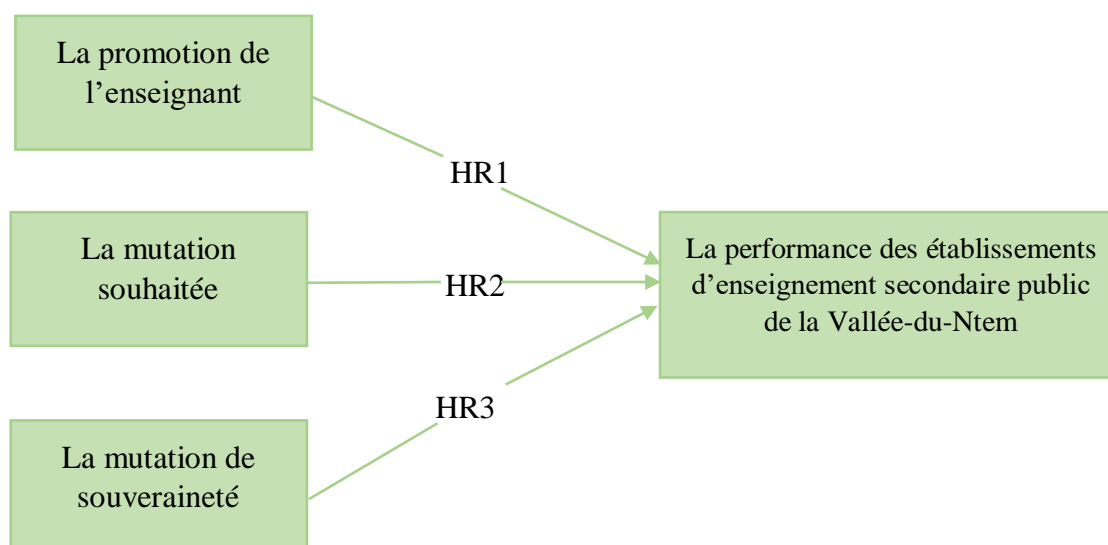 La promotion de
l’enseignant
HR1
La mutation
souhaitée
HR2
La performance des établissements
d’enseignement secondaire public
de la Vallée-du-Ntem
HR3
La mutation de
souveraineté